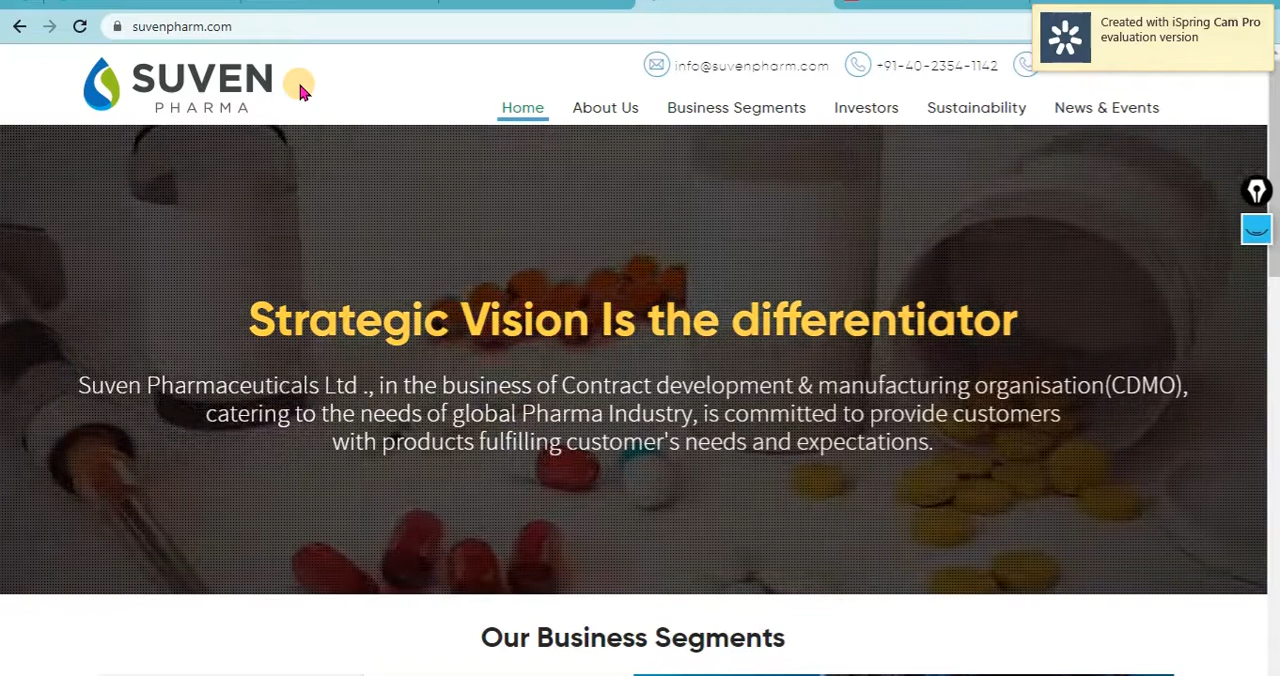 suvenpharm.com
Created with iSpring Cam Pro
evaluation version
SUVEN
PHARMA
info@suvenpharm.com
+91-40-2354-1142
Home
About Us
Business Segments
Investors
Sustainability
News & Events
Strategic Vision Is the differentiator
Suven Pharmaceuticals Ltd ., in the business of Contract development & manufacturing organisation(CDMO),
catering to the needs of global Pharma Industry, is committed to provide customers
with products fulfilling customer's needs and expectations.
Our Business Segments